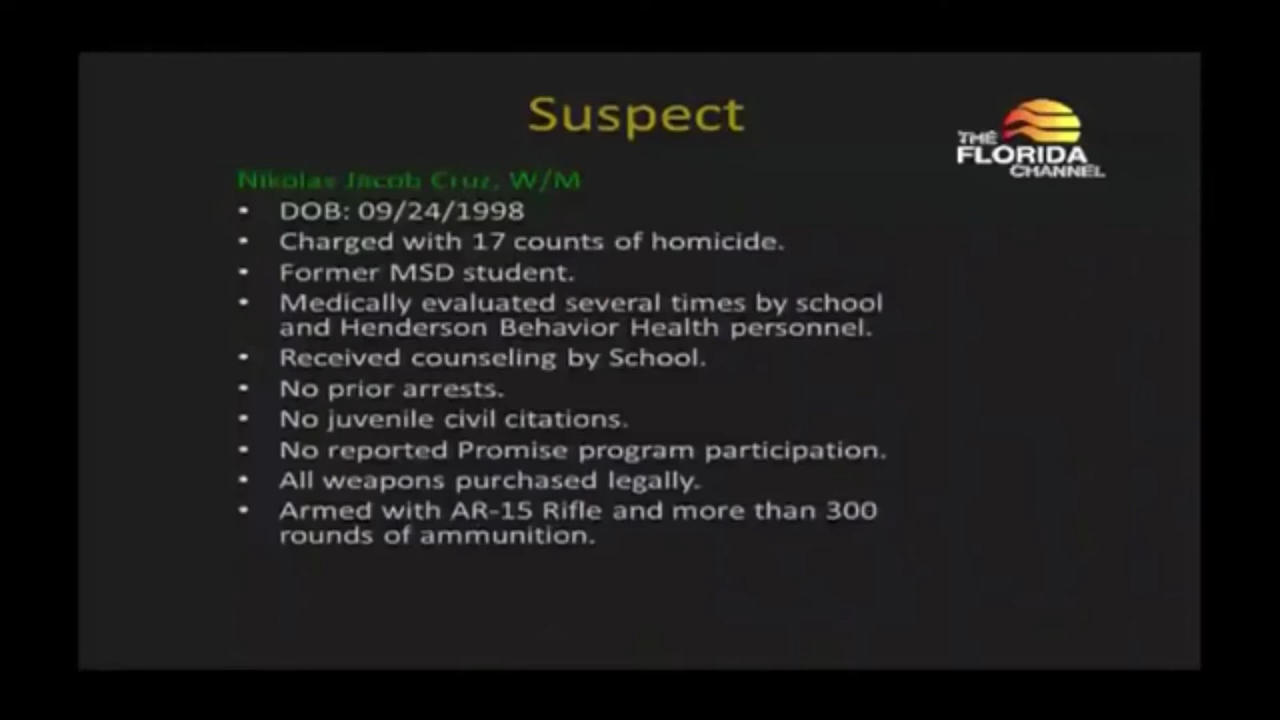 Suspect
THE
FLORIDA
CHANNEL
Nikolas Jacob Cruz, W/M
• DOB: 09/24/1998
• Charged with 17 counts of homicide.
• Former MSD student.
• Medically evaluated several times by school
and Henderson Behavior Health personnel.
• Received counseling by School.
• No prior arrests.
• No juvenile civil citations.
• No reported Promise program participation.
• All weapons purchased legally.
• Armed with AR-15 Rifle and more than 300
rounds of ammunition.